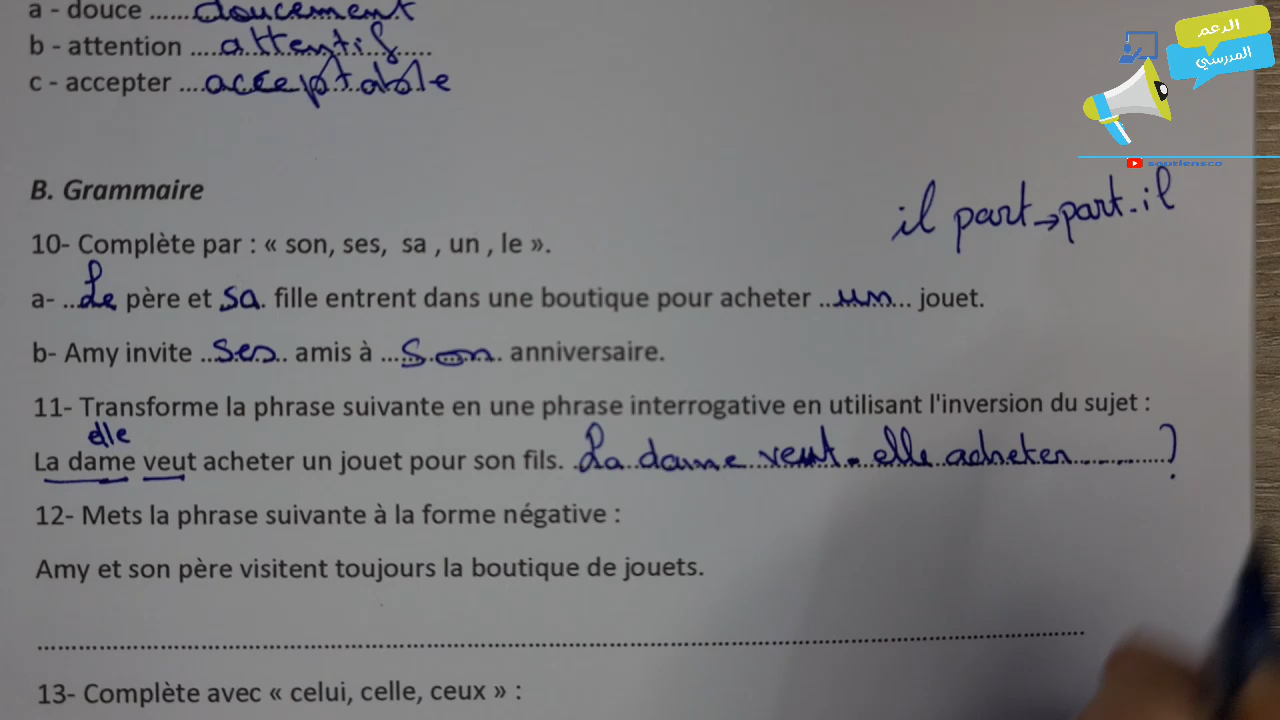 a - douce ...... doucement
b - attention .... attentif .....
c - accepter .... acceptable
الدعم
المدرسي
soutiensco
B. Grammaire
il part → part-il
10- Complète par : « son, ses, sa , un , le ».
a- ... Le père et sa. fille entrent dans une boutique pour acheter ..un... jouet.
b- Amy invite ...ses.. amis à ...son.. anniversaire.
11- Transforme la phrase suivante en une phrase interrogative en utilisant l'inversion du sujet :
elle
La dame veut acheter un jouet pour son fils. La dame veut-elle acheter ........?
12- Mets la phrase suivante à la forme négative :
Amy et son père visitent toujours la boutique de jouets.
13- Complète avec « celui, celle, ceux » :